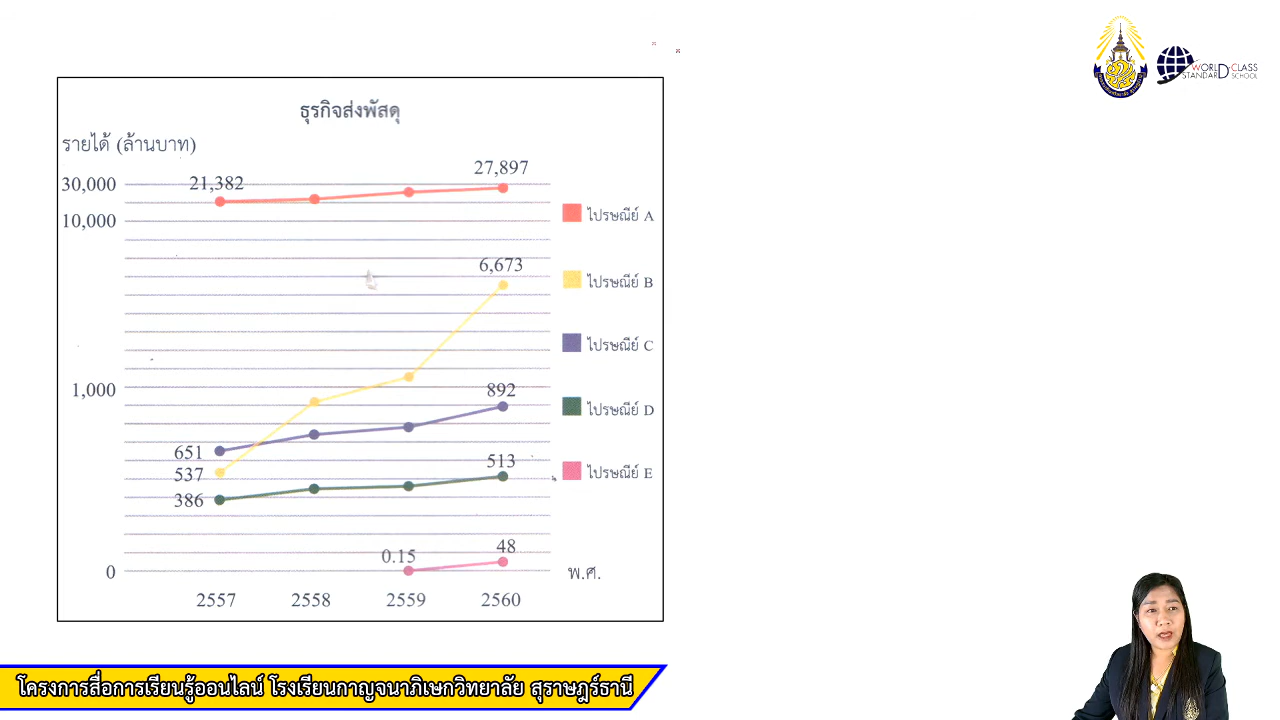 WORLD CLASS
STANDARD SCHOOL
ธุรกิจส่งพัสดุ
รายได้ (ล้านบาท)
27,897
30,000
21,382
10,000
ไปรษณีย์ A
6,673
ไปรษณีย์ B
ไปรษณีย์ C
1,000
892
ไปรษณีย์ D
651
513
537
ไปรษณีย์ E
386
0.15
48
0
พ.ศ.
2557 2558 2559 2560
โครงการสื่อการเรียนรู้ออนไลน์ โรงเรียนกาญจนาภิเษกวิทยาลัย สุราษฎร์ธานี